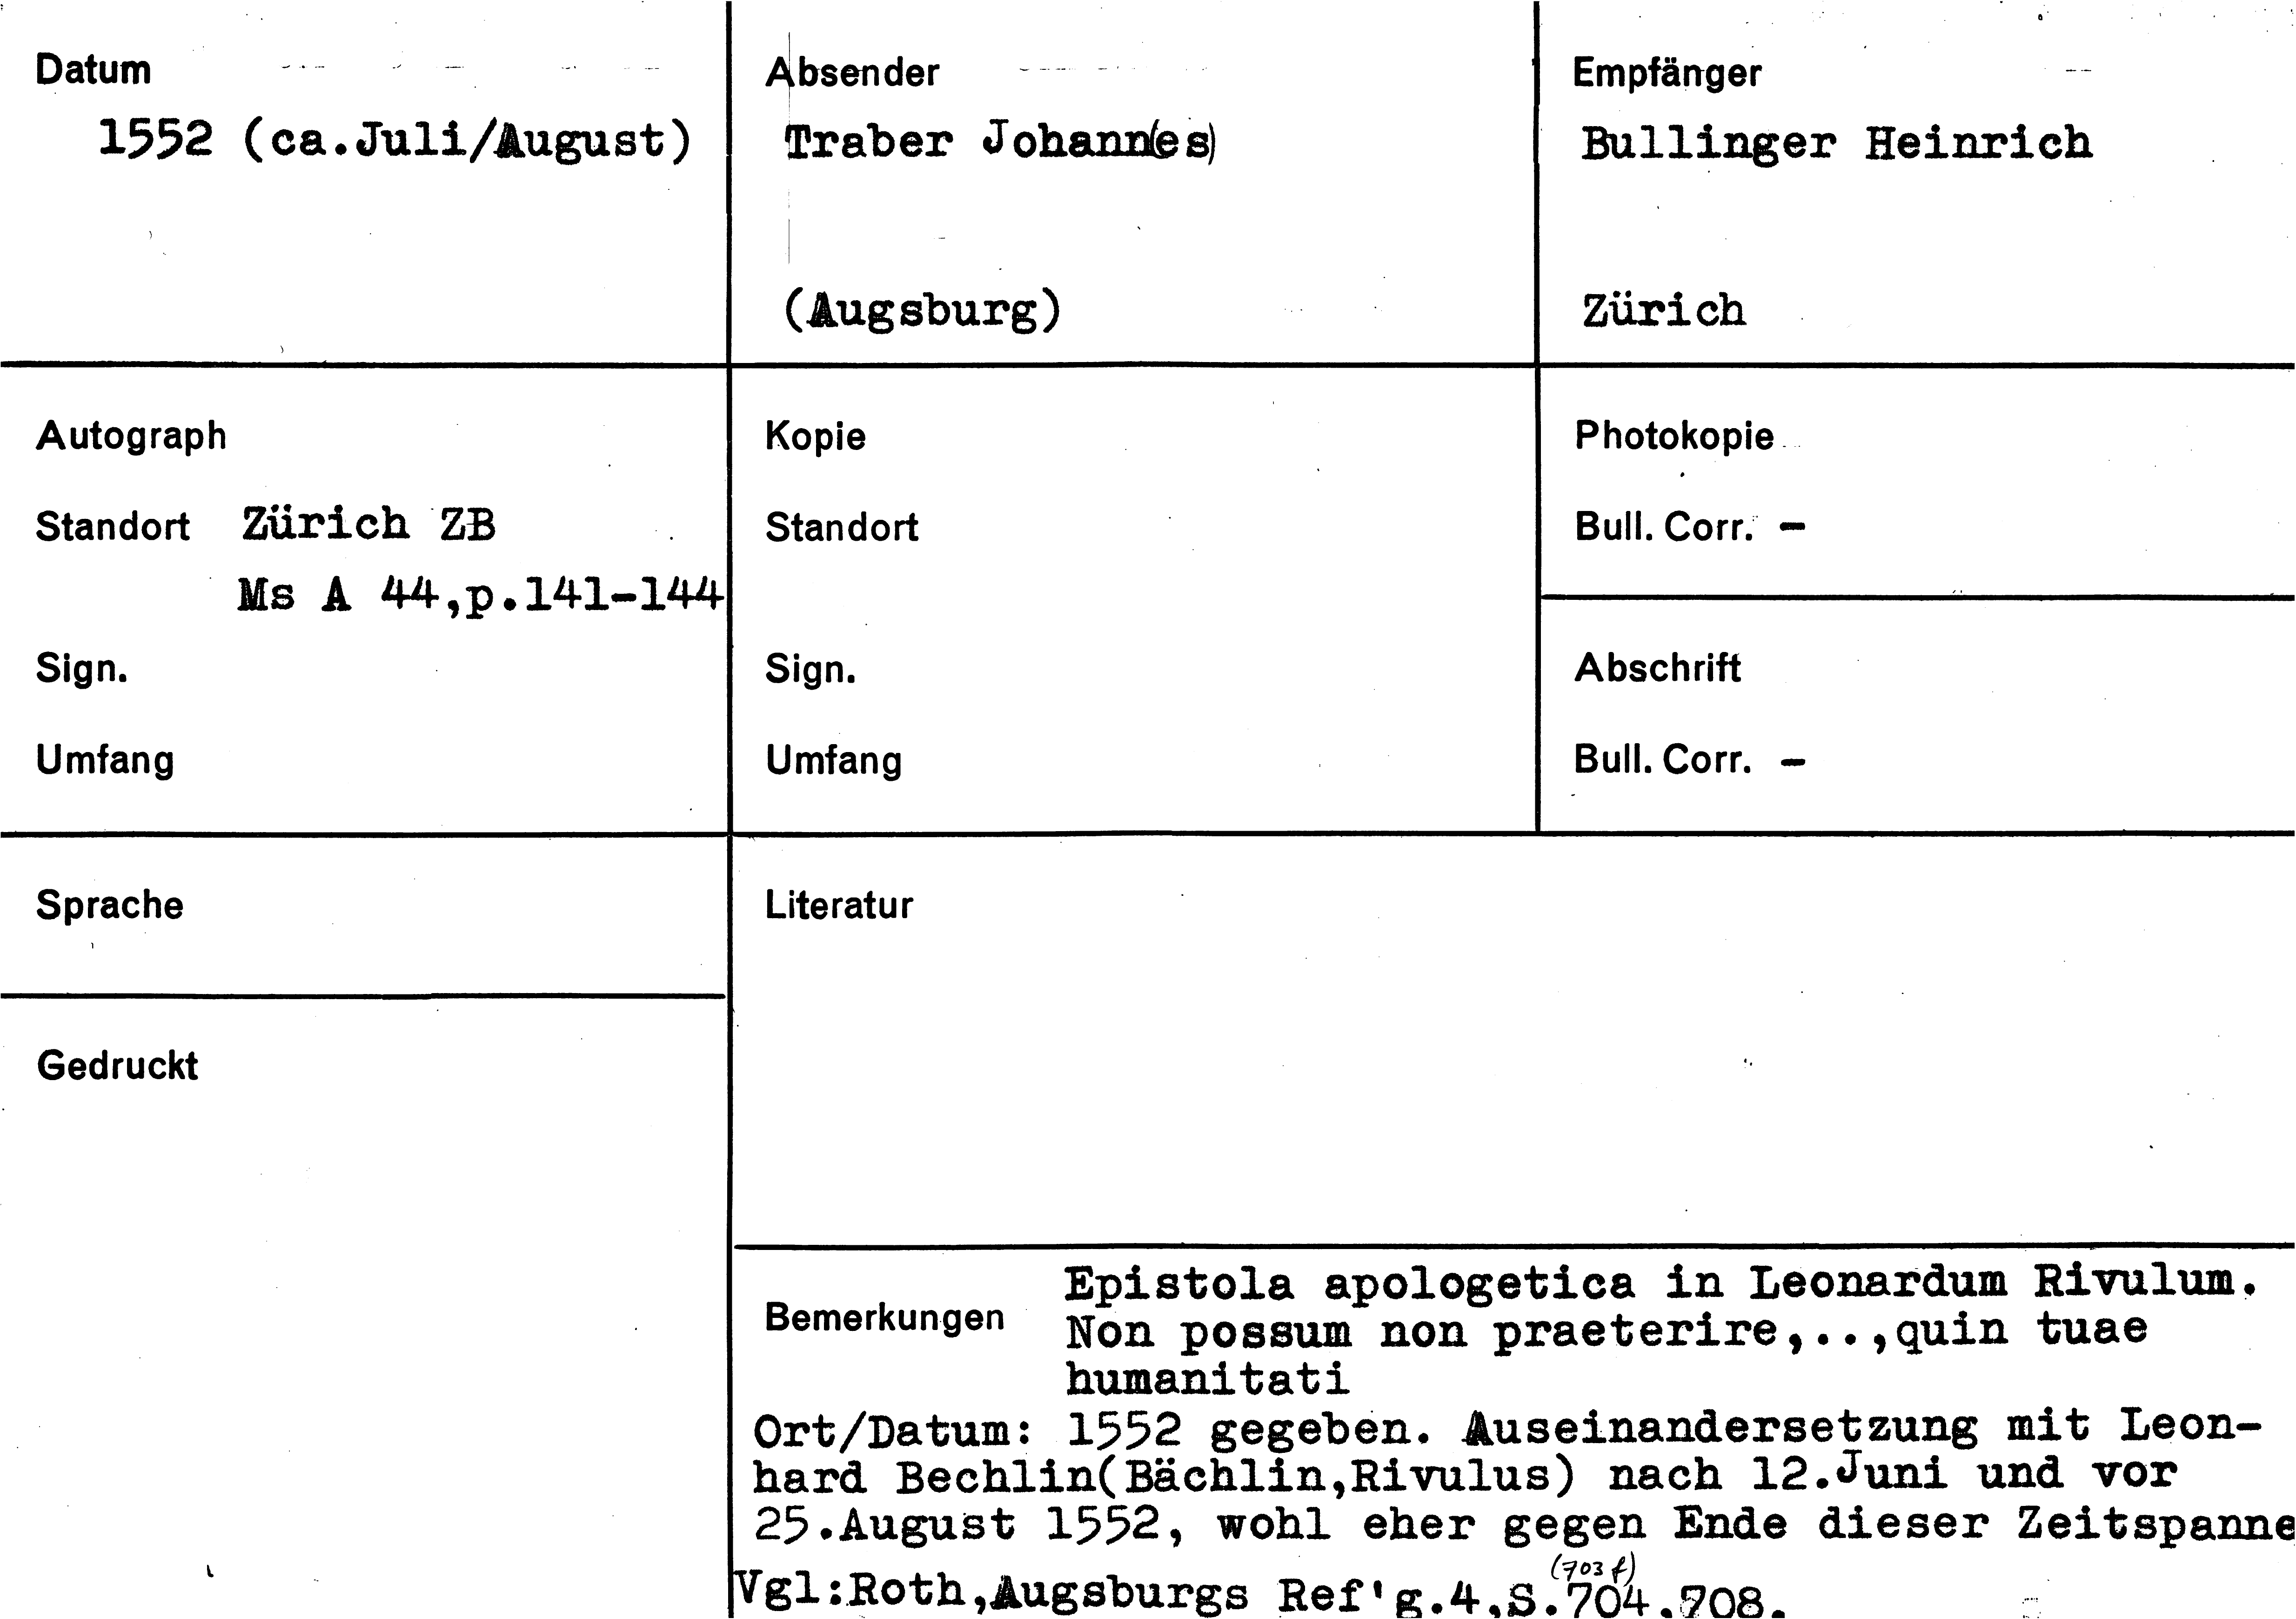 Datum
1552 (ca.Juli/August)
Absender
Traber Johann(es)
(Augsburg)
Empfänger
Bullinger Heinrich
Zürich
Autograph
Standort Zürich ZB
Ms A 44,p.141-144
Sign.
Umfang
Kopie
Standort
Sign.
Umfang
Photokopie
Bull. Corr. -
Abschrift
Bull. Corr. -
Sprache
Gedruckt
Literatur
Bemerkungen
Epistola apologetica in Leonardum Rivulum.
Non possum non praeterire,..,quin tuae
humanitati
Ort/Datum: 1552 gegeben. Auseinandersetzung mit Leon-
hard Bechlin(Bächlin,Rivulus) nach 12.Juni und vor
25.August 1552, wohl eher gegen Ende dieser Zeitspanne
(703 f)
Vgl:Roth,Augsburgs Ref'g.4,S.704.708.